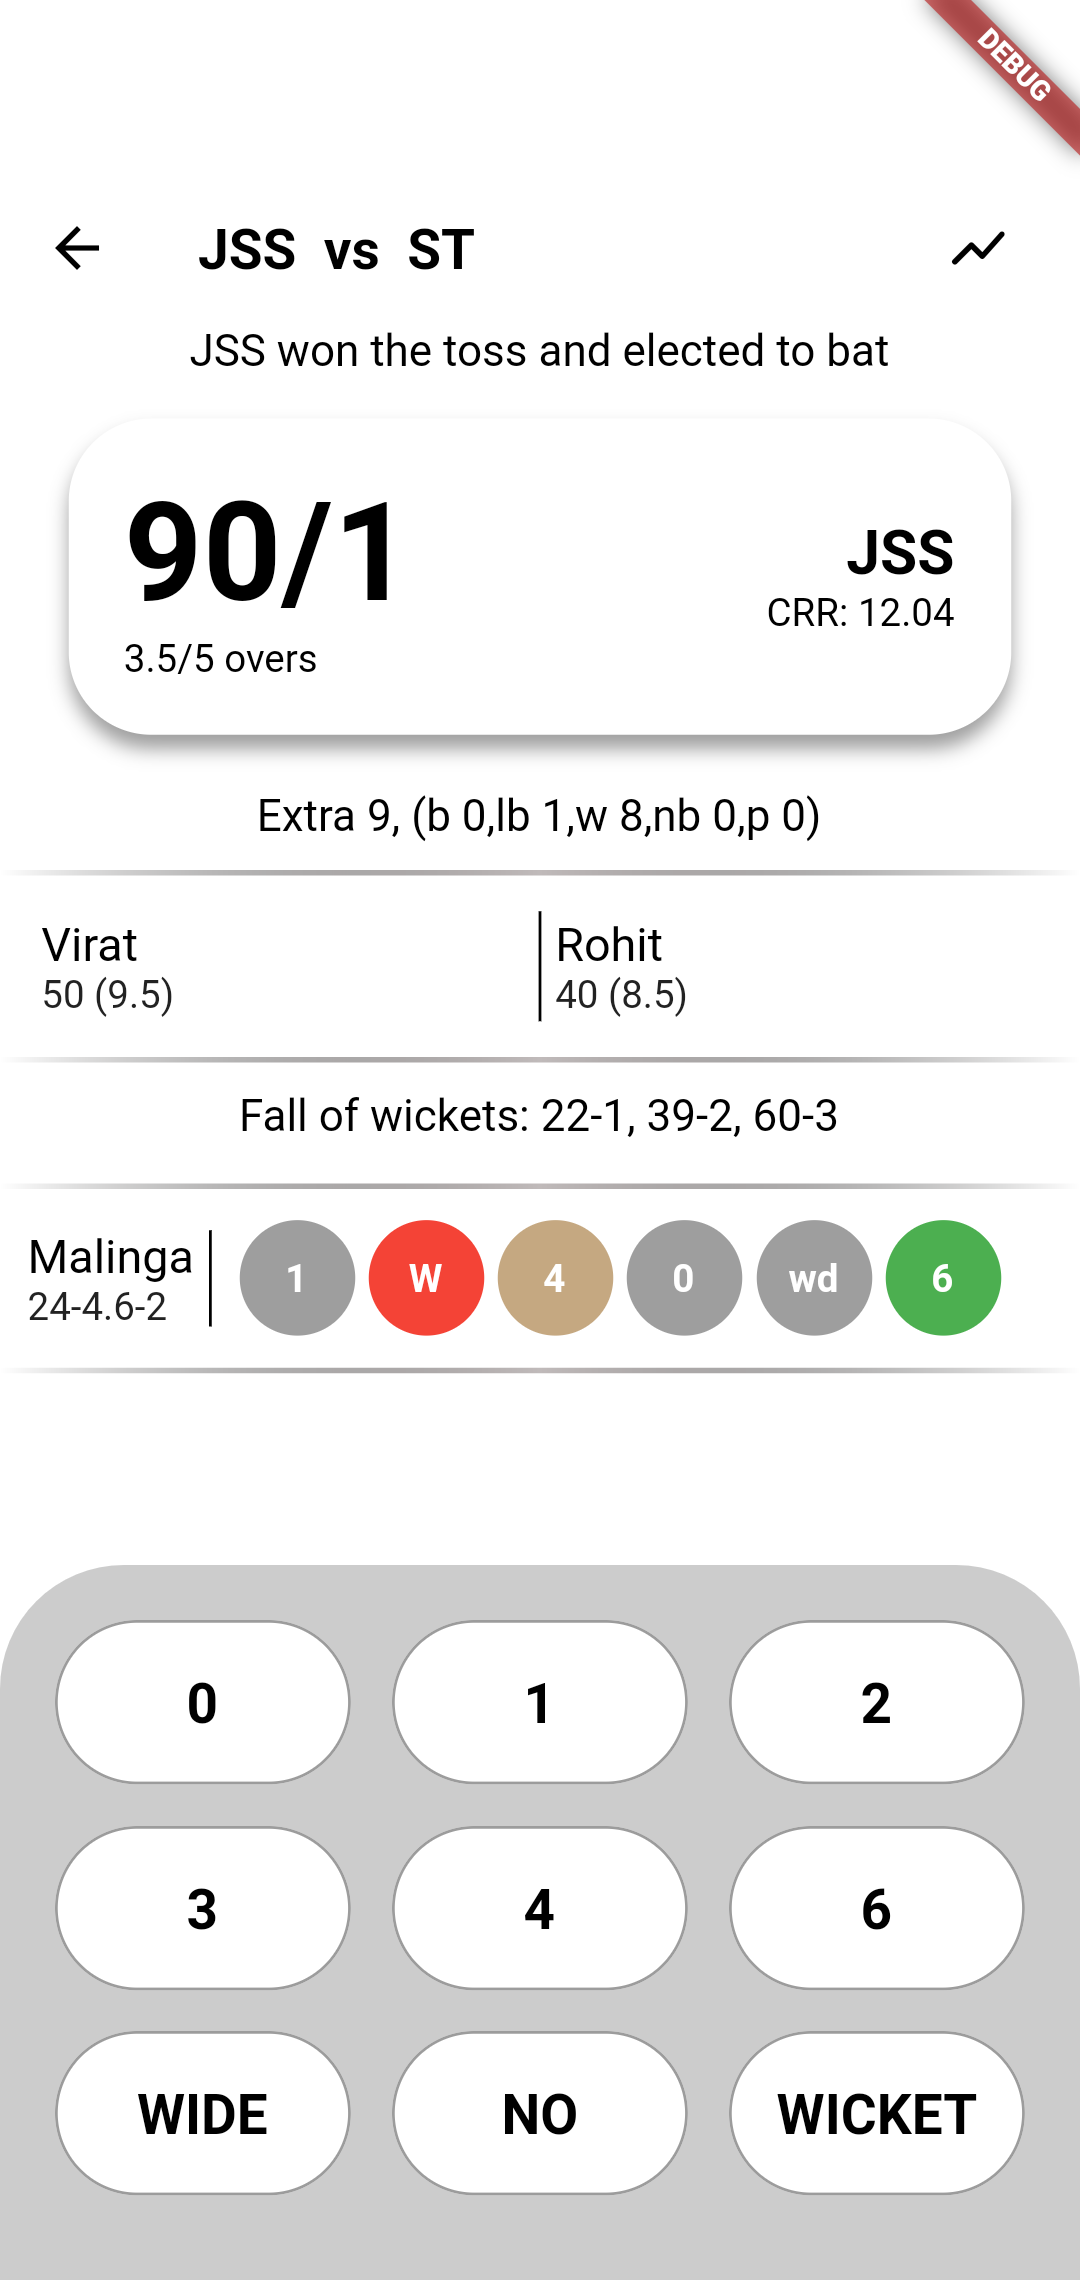 DEBUG
JSS vs ST
JSS won the toss and elected to bat
90/1
JSS
CRR: 12.04
3.5/5 overs
Extra 9, (b 0,lb 1,w 8,nb 0,p 0)
Virat
50 (9.5)
Rohit
40 (8.5)
Fall of wickets: 22-1, 39-2, 60-3
Malinga
24-4.6-2
1 W 4 0 wd 6
0 1 2
3 4 6
WIDE NO WICKET